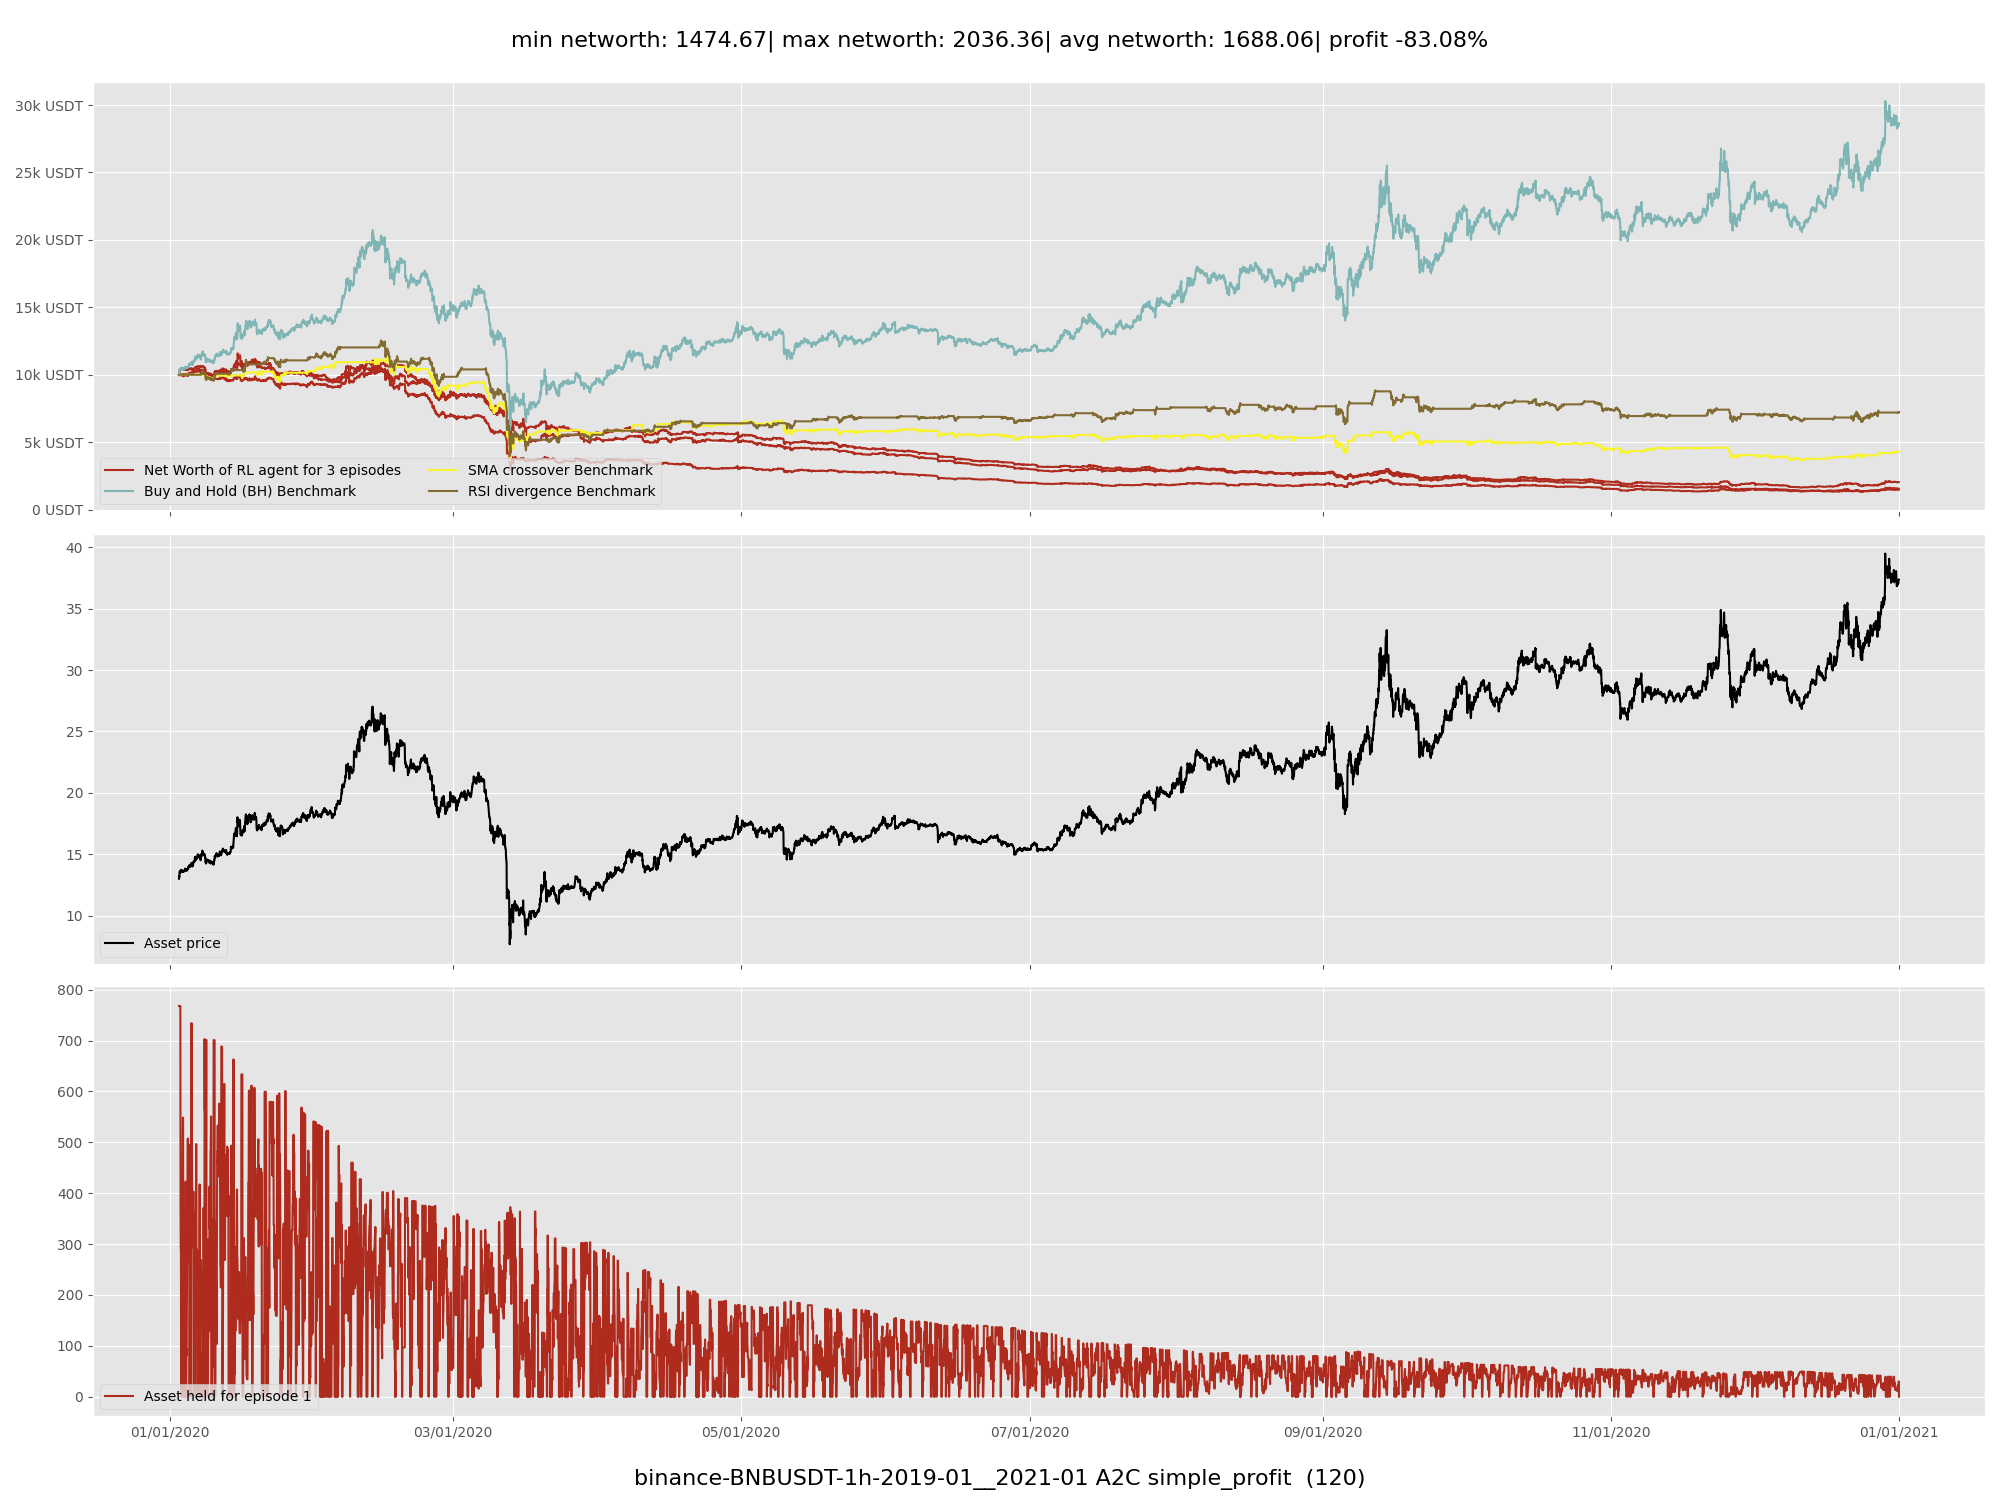 min networth: 1474.67| max networth: 2036.36| avg networth: 1688.06| profit -83.08%
30k USDT
25k USDT
20k USDT
15k USDT
10k USDT
5k USDT
0 USDT
Net Worth of RL agent for 3 episodes
Buy and Hold (BH) Benchmark
SMA crossover Benchmark
RSI divergence Benchmark
40
35
30
25
20
15
10
Asset price
800
700
600
500
400
300
200
100
0
Asset held for episode 1
01/01/2020 03/01/2020 05/01/2020 07/01/2020 09/01/2020 11/01/2020 01/01/2021
binance-BNBUSDT-1h-2019-01__2021-01 A2C simple_profit (120)